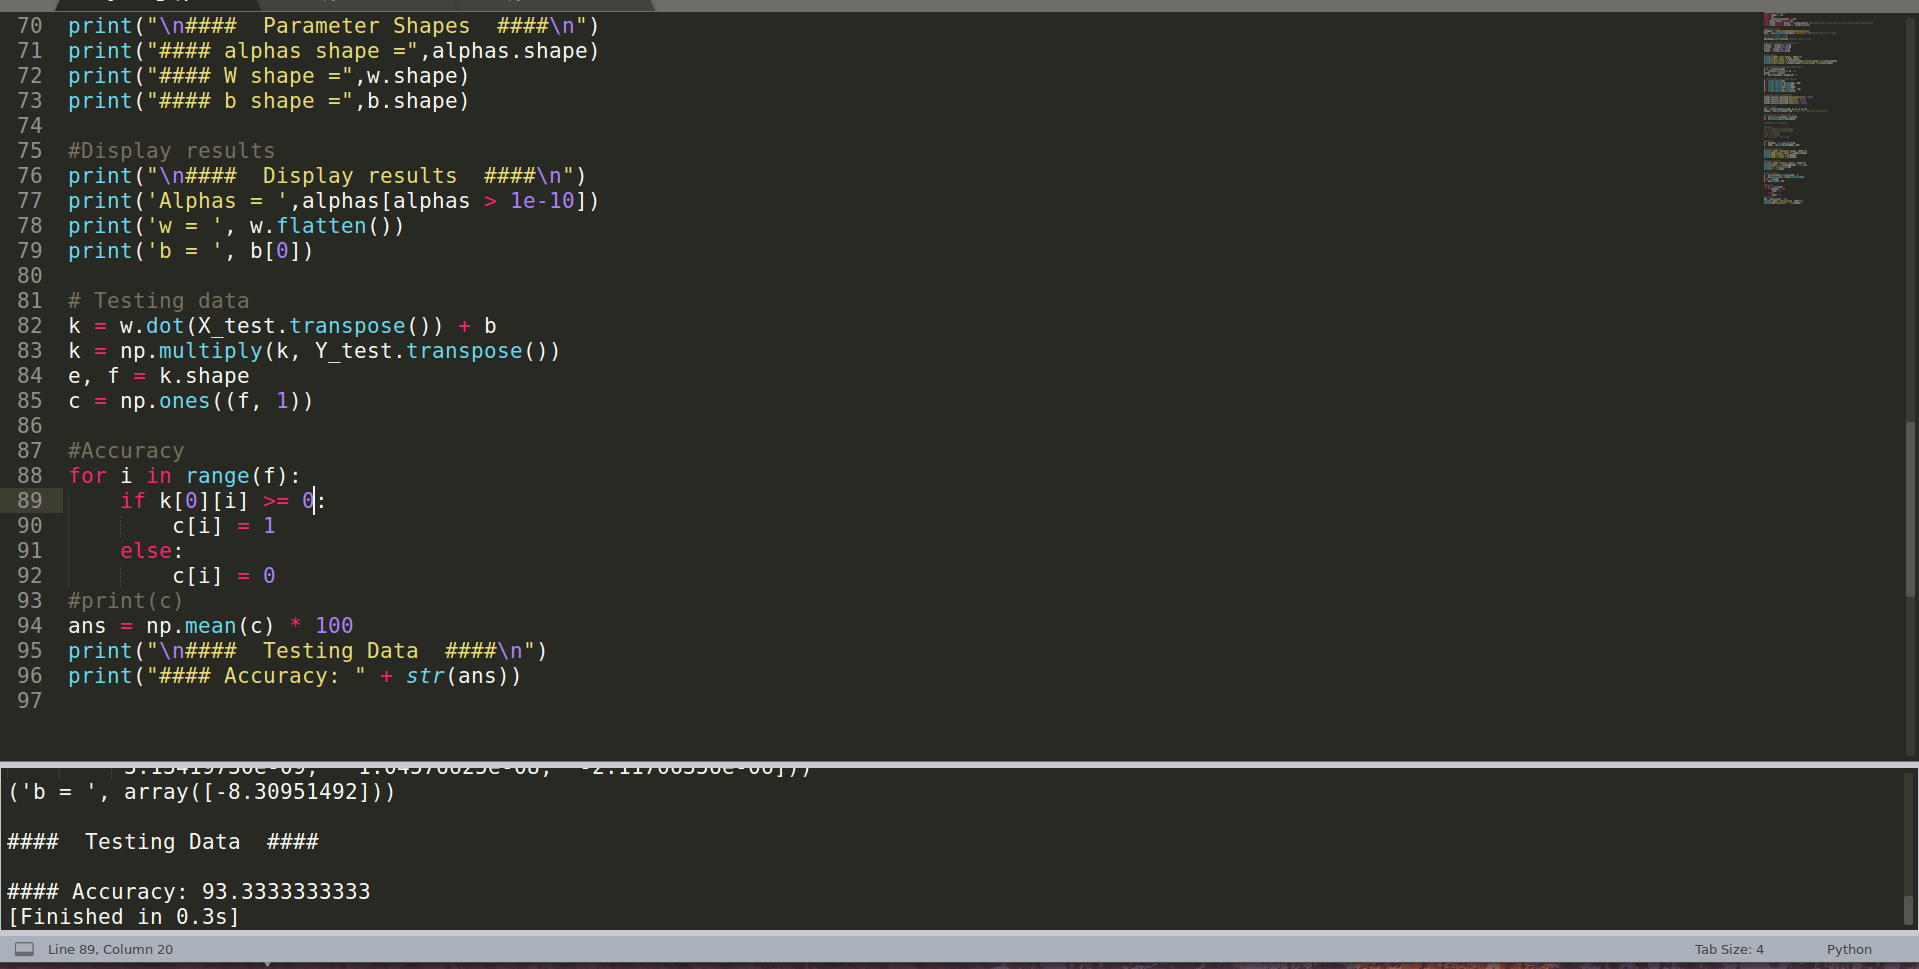 70 print("\n####  Parameter Shapes  ####\n")
71 print("#### alphas shape =",alphas.shape)
72 print("#### W shape =",w.shape)
73 print("#### b shape =",b.shape)
74
75 #Display results
76 print("\n####  Display results  ####\n")
77 print('Alphas = ',alphas[alphas > 1e-10])
78 print('w = ', w.flatten())
79 print('b = ', b[0])
80
81 # Testing data
82 k = w.dot(X_test.transpose()) + b
83 k = np.multiply(k, Y_test.transpose())
84 e, f = k.shape
85 c = np.ones((f, 1))
86
87 #Accuracy
88 for i in range(f):
89     if k[0][i] >= 0:
90         c[i] = 1
91     else:
92         c[i] = 0
93 #print(c)
94 ans = np.mean(c) * 100
95 print("\n####  Testing Data  ####\n")
96 print("#### Accuracy: " + str(ans))
97
('b = ', array([-8.30951492]))
####  Testing Data  ####
#### Accuracy: 93.3333333333
[Finished in 0.3s]
Line 89, Column 20
Tab Size: 4
Python